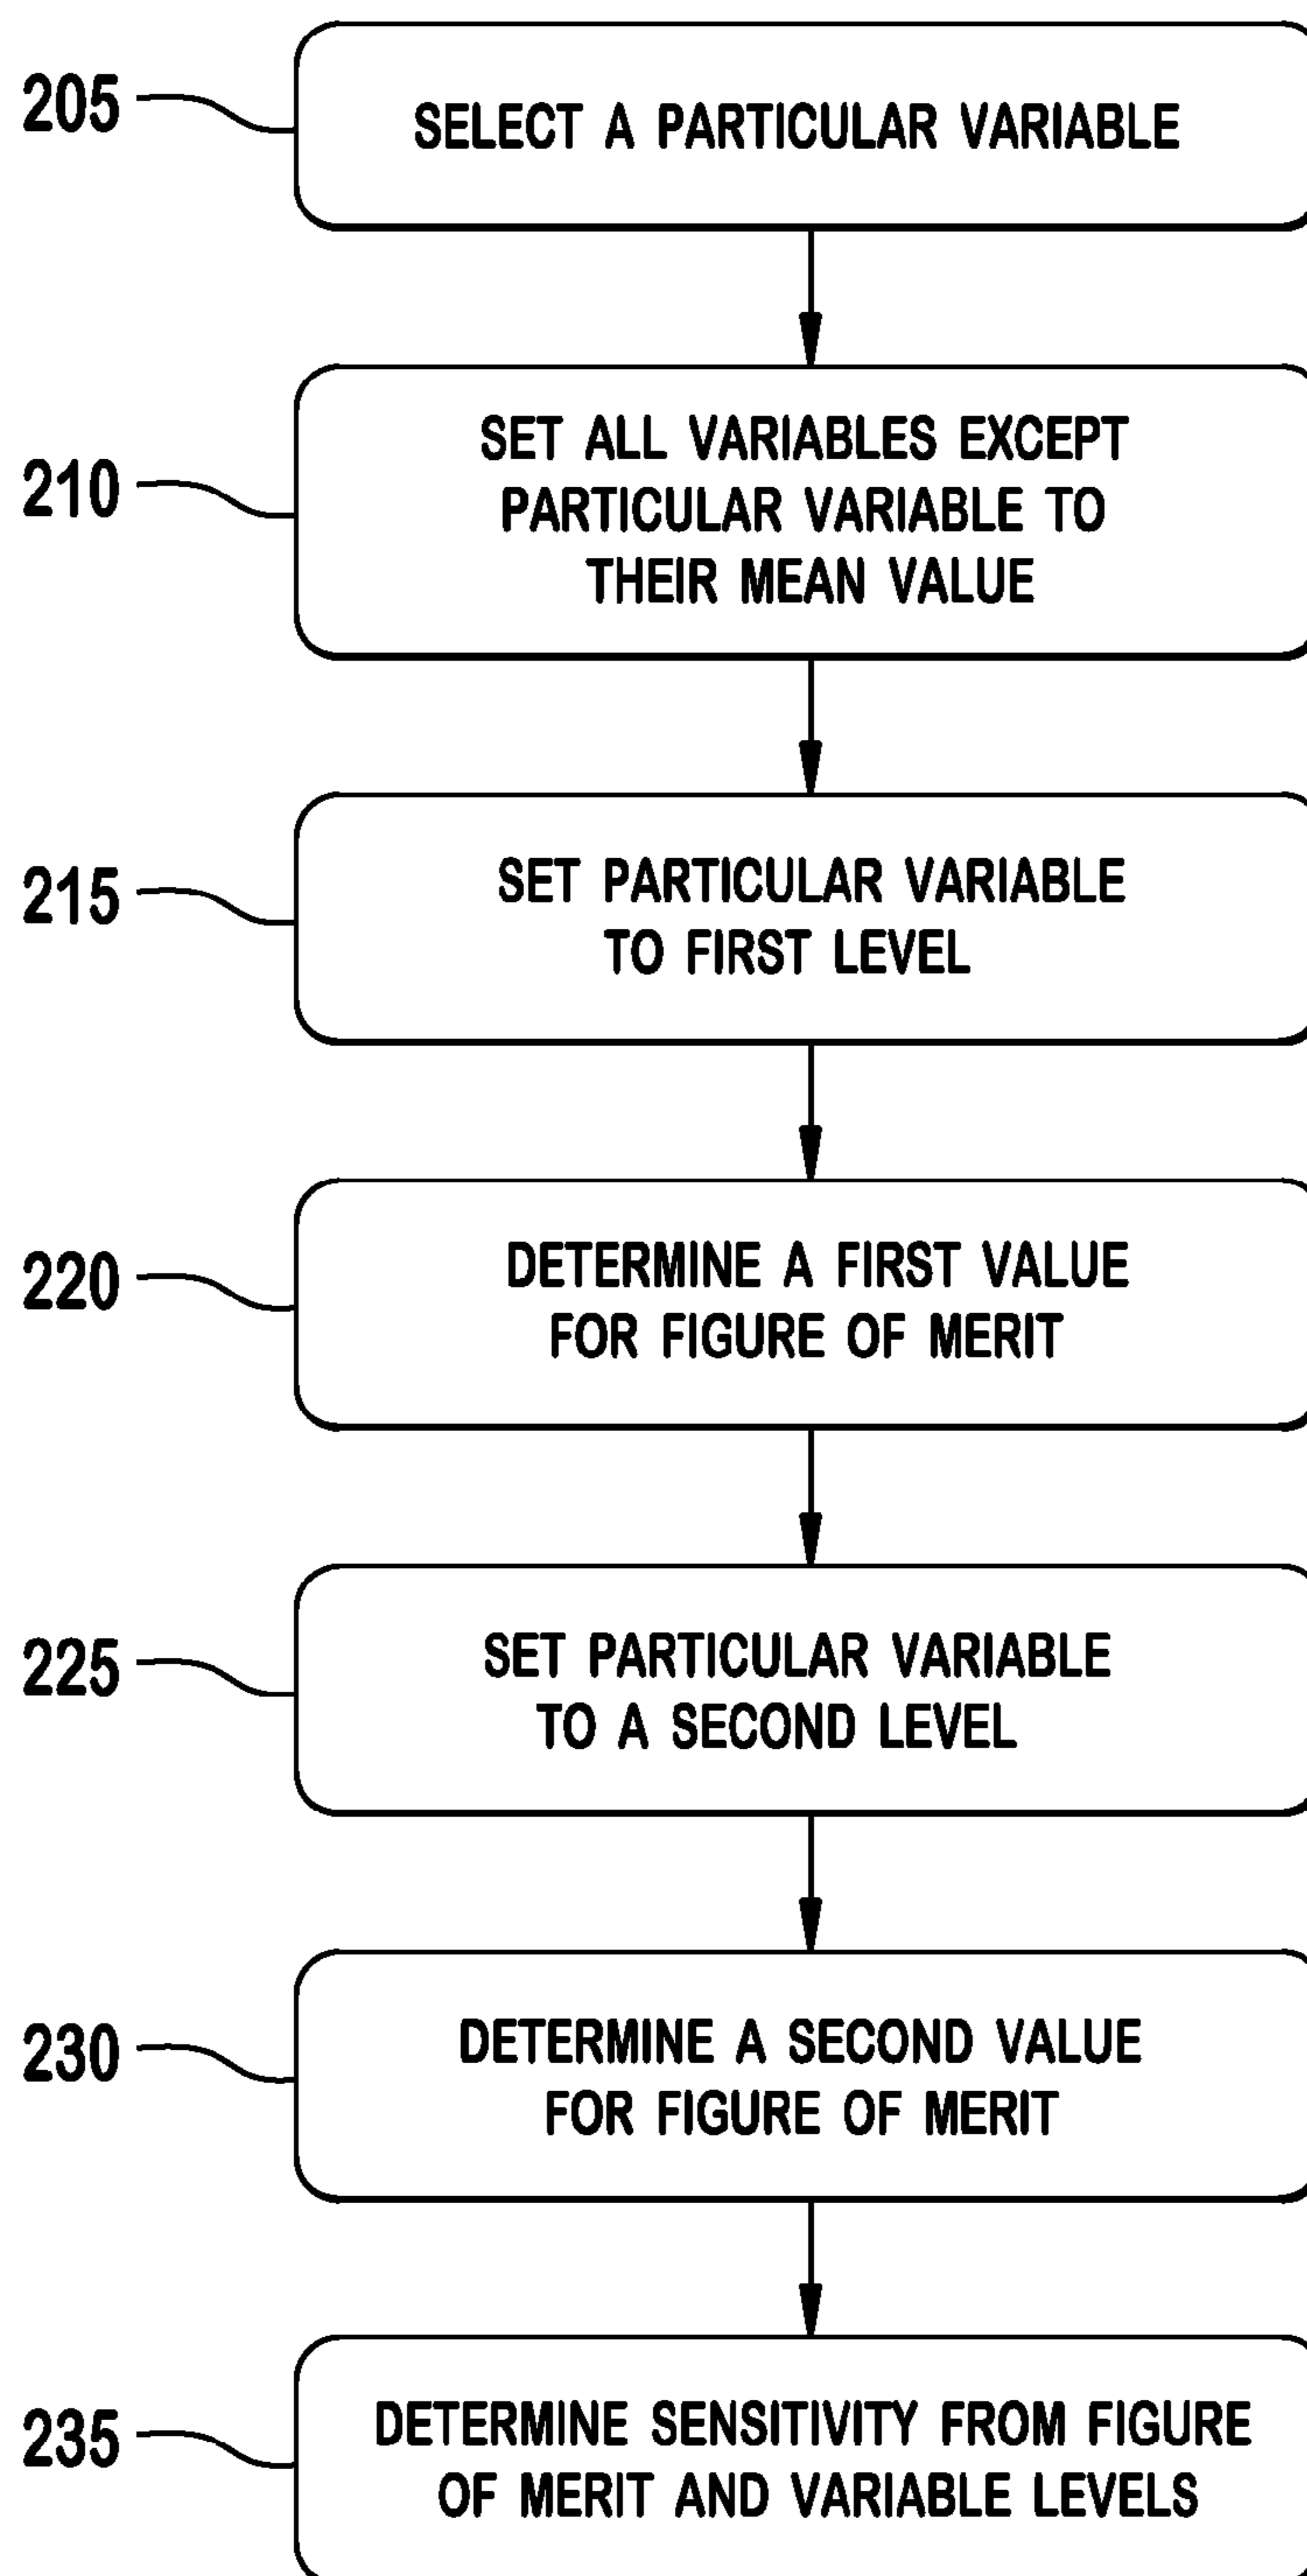 205
SELECT A PARTICULAR VARIABLE
210
SET ALL VARIABLES EXCEPT
PARTICULAR VARIABLE TO
THEIR MEAN VALUE
215
SET PARTICULAR VARIABLE
TO FIRST LEVEL
220
DETERMINE A FIRST VALUE
FOR FIGURE OF MERIT
225
SET PARTICULAR VARIABLE
TO A SECOND LEVEL
230
DETERMINE A SECOND VALUE
FOR FIGURE OF MERIT
235
DETERMINE SENSITIVITY FROM FIGURE
OF MERIT AND VARIABLE LEVELS